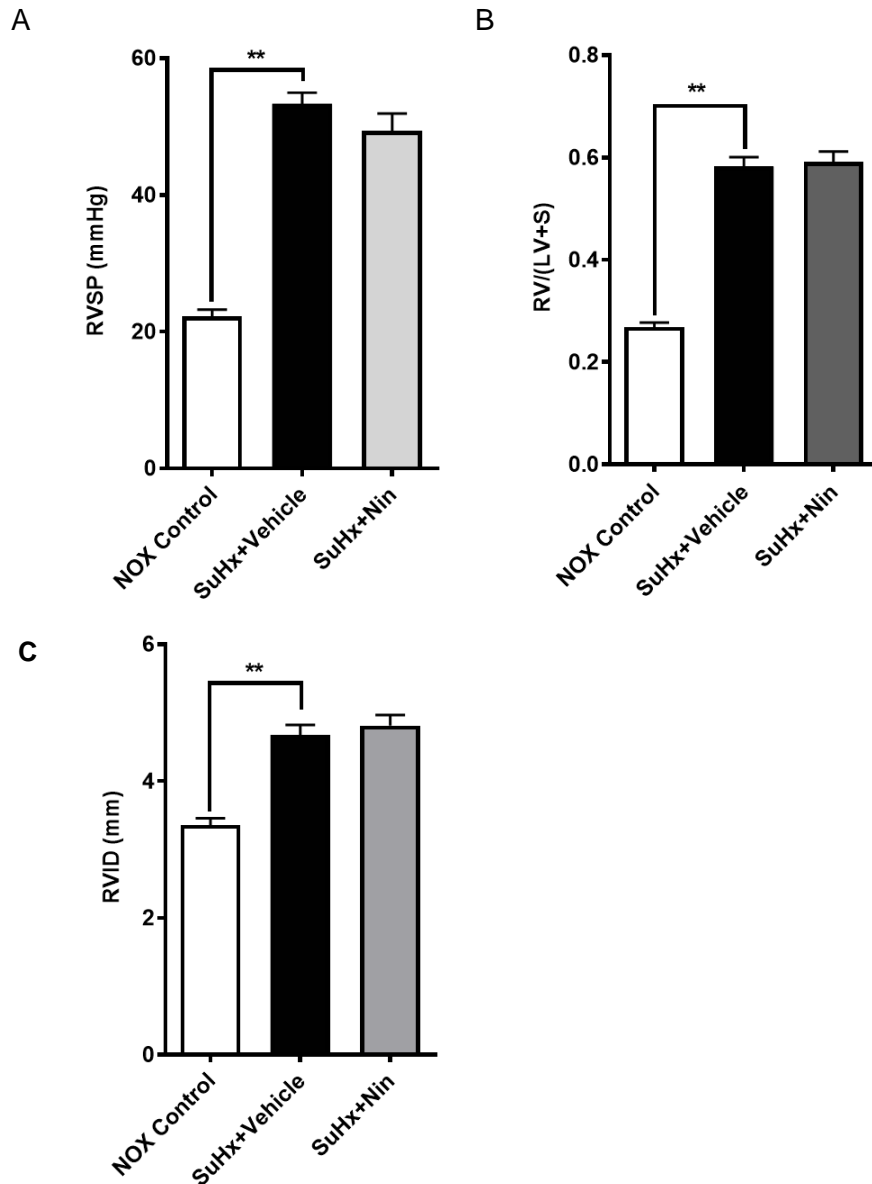 A
RVSP (mmHg)
60
40
20
0
**
NOX Control
SuHx+Vehicle
SuHx+Nin
B
RV/(LV+S)
0.8
0.6
0.4
0.2
0.0
**
NOX Control
SuHx+Vehicle
SuHx+Nin
C
RVID (mm)
6
4
2
0
**
NOX Control
SuHx+Vehicle
SuHx+Nin